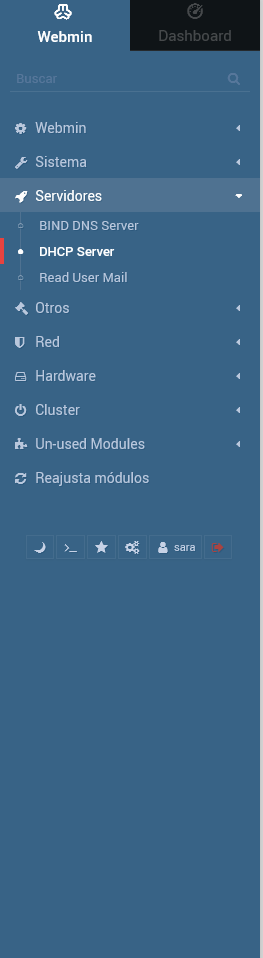 Webmin
Dashboard
Buscar
Webmin
Sistema
Servidores
BIND DNS Server
DHCP Server
Read User Mail
Otros
Red
Hardware
Cluster
Un-used Modules
Reajusta módulos
sara